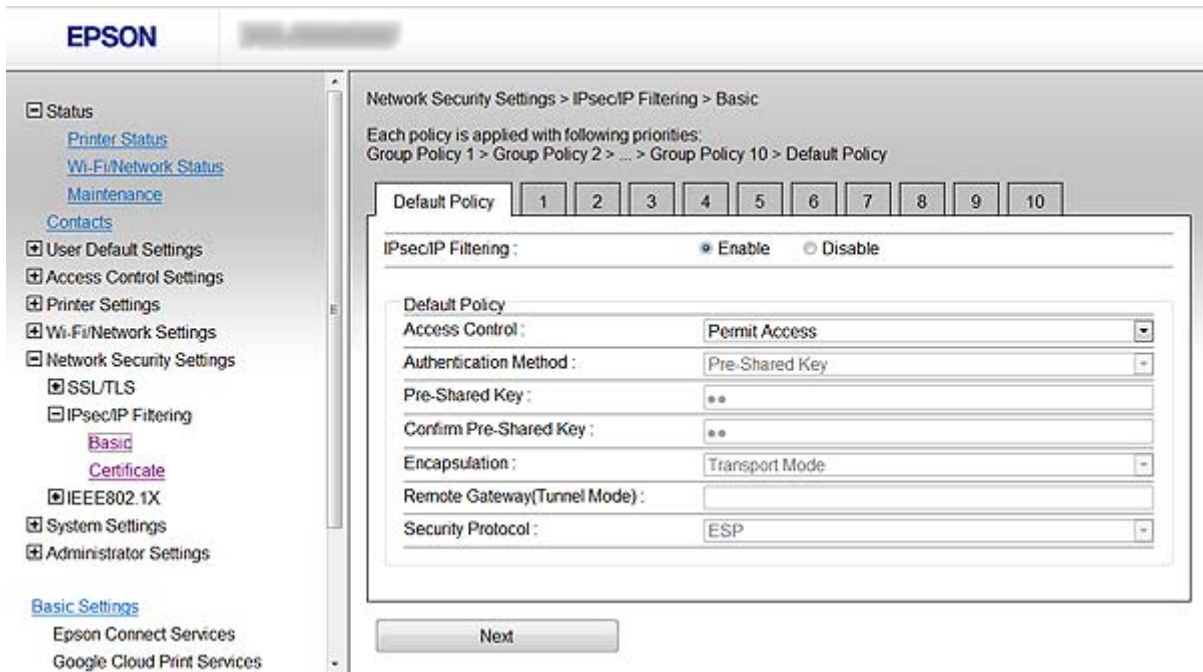 EPSON
Status
Printer Status
Wi-Fi/Network Status
Maintenance
Contacts
User Default Settings
Access Control Settings
Printer Settings
Wi-Fi/Network Settings
Network Security Settings
SSL/TLS
IPsec/IP Filtering
Basic
Certificate
IEEE802.1X
System Settings
Administrator Settings
Basic Settings
Epson Connect Services
Google Cloud Print Services
Network Security Settings > IPsec/IP Filtering > Basic
Each policy is applied with following priorities:
Group Policy 1 > Group Policy 2 > ... > Group Policy 10 > Default Policy
Default Policy 1 2 3 4 5 6 7 8 9 10
IPsec/IP Filtering : Enable Disable
Default Policy
Access Control : Permit Access
Authentication Method : Pre-Shared Key
Pre-Shared Key : ●●
Confirm Pre-Shared Key : ●●
Encapsulation : Transport Mode
Remote Gateway(Tunnel Mode) :
Security Protocol : ESP
Next